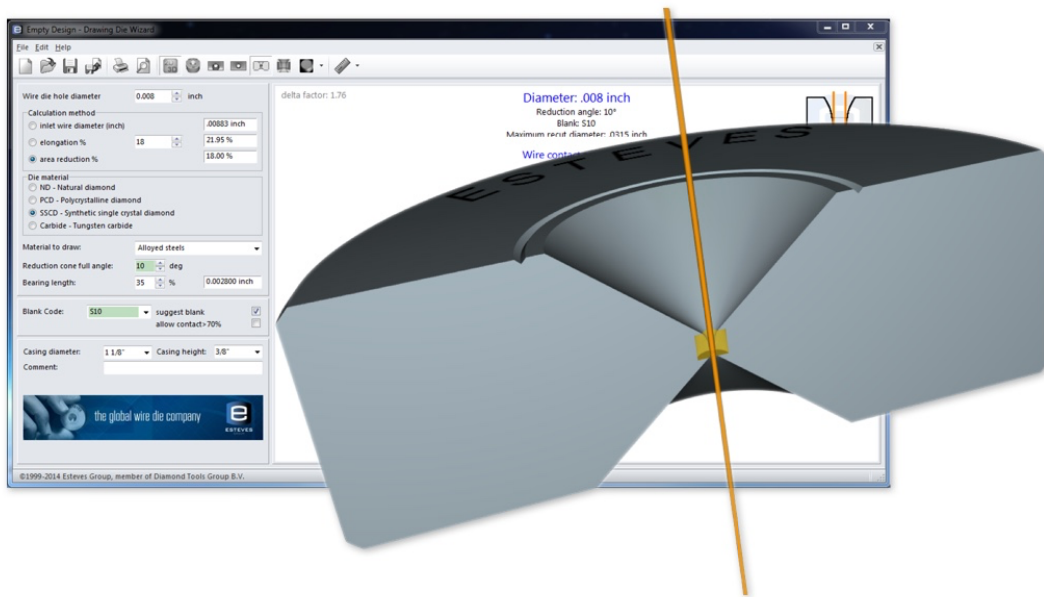 Empty Design - Drawing Die Wizard
File Edit Help
Wire die hole diameter 0.008 inch
Calculation method
inlet wire diameter (inch) .00883 inch
elongation % 18 21.95 %
area reduction % 18.00 %
Die material
ND - Natural diamond
PCD - Polycrystalline diamond
SSCD - Synthetic single crystal diamond
Carbide - Tungsten carbide
Material to draw: Alloyed steels
Reduction cone full angle: 10 deg
Bearing length: 35 % 0.002800 inch
Blank Code: S10 suggest blank
allow contact>70%
Casing diameter: 1 1/8" Casing height: 3/8"
Comment:
the global wire die company
ESTEVES
©1999-2014 Esteves Group, member of Diamond Tools Group B.V.
delta factor: 1.76
Diameter: .008 inch
Reduction angle: 10°
Blank: S10
Maximum recut diameter: .0315 inch
Wire
ESTEVES